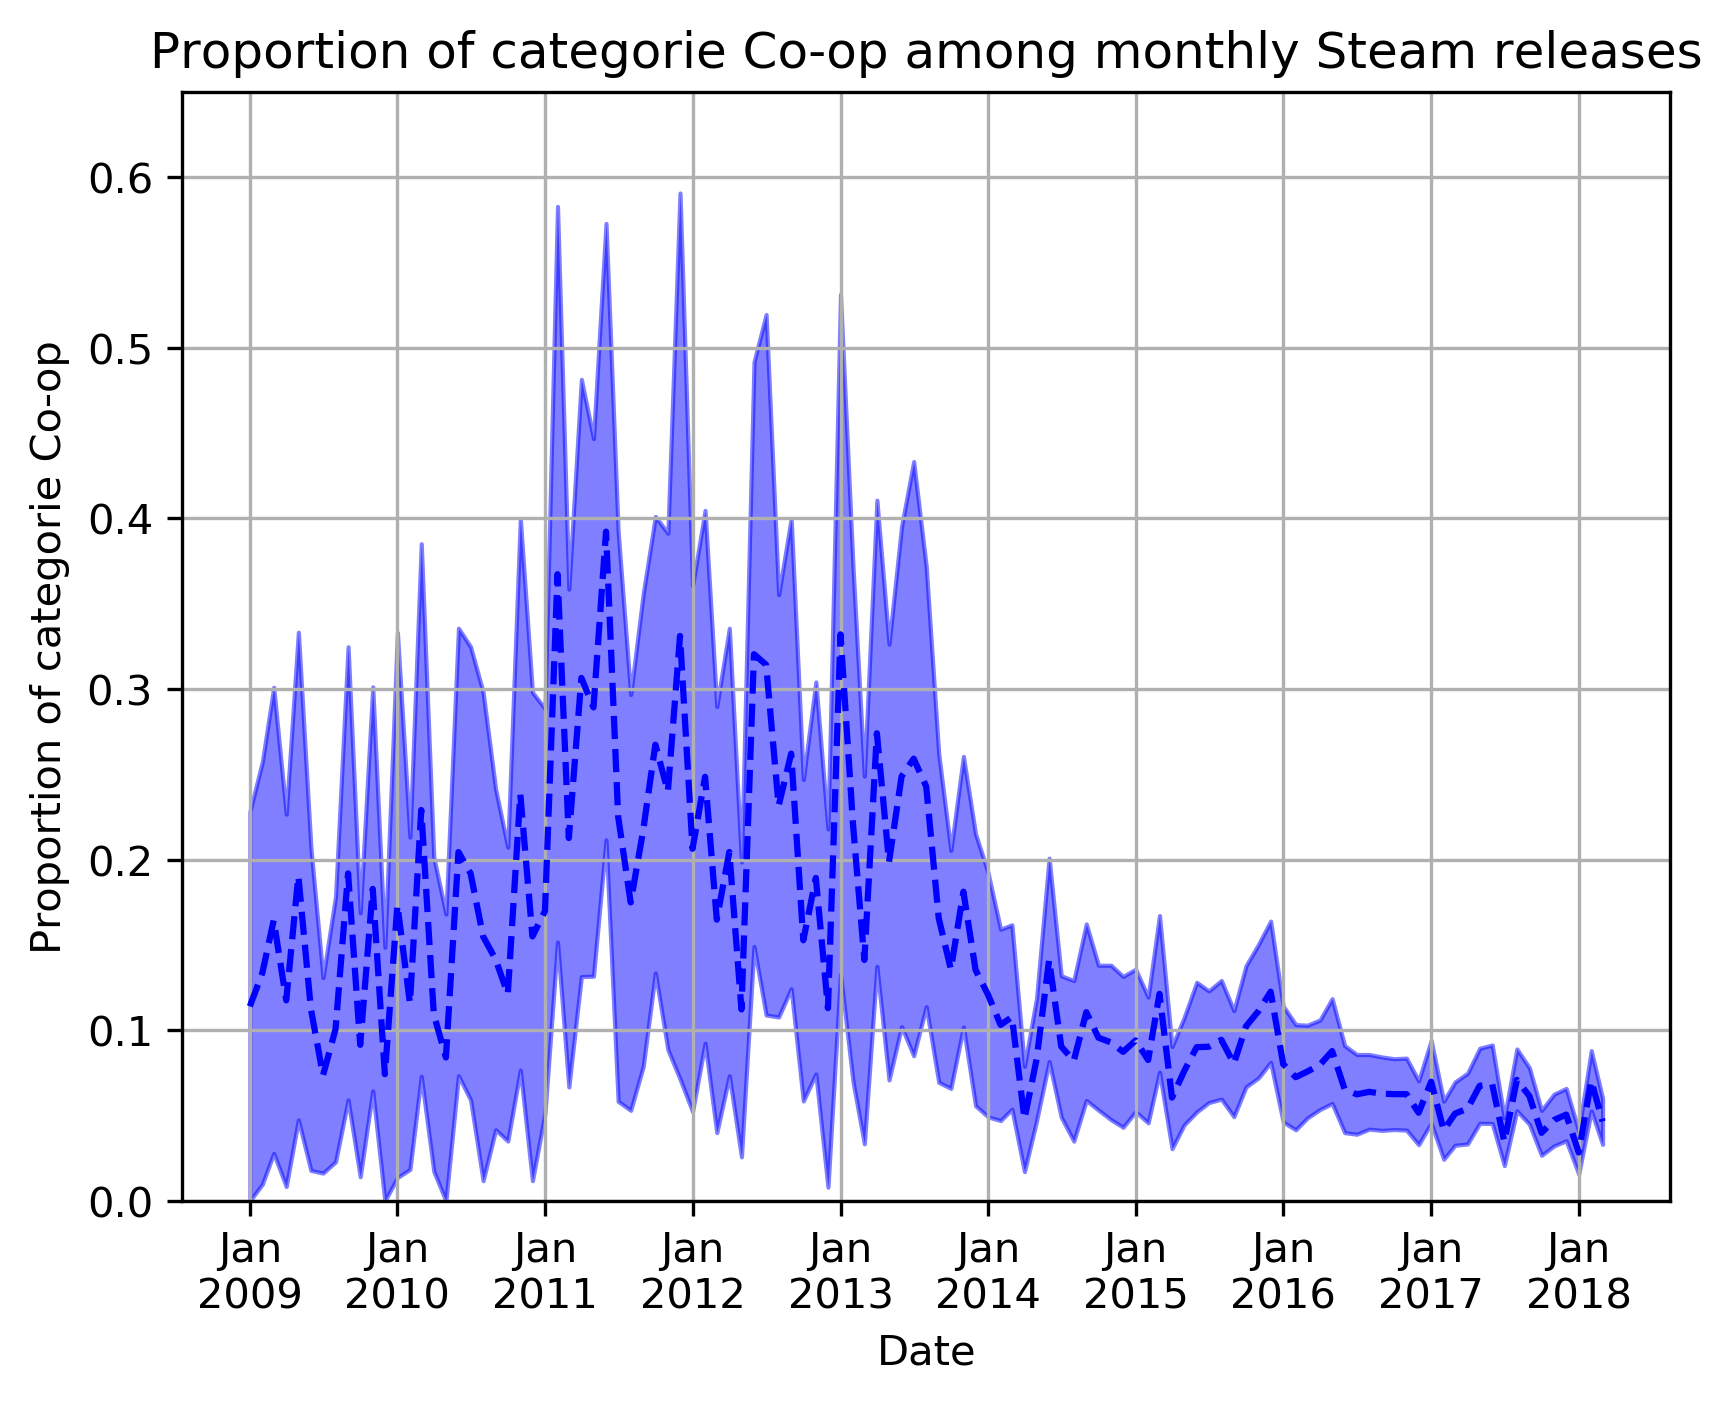 Proportion of categorie Co-op among monthly Steam releases
Proportion of categorie Co-op
0.6
0.5
0.4
0.3
0.2
0.1
0.0
Jan Jan Jan Jan Jan Jan Jan Jan Jan Jan
2009 2010 2011 2012 2013 2014 2015 2016 2017 2018
Date